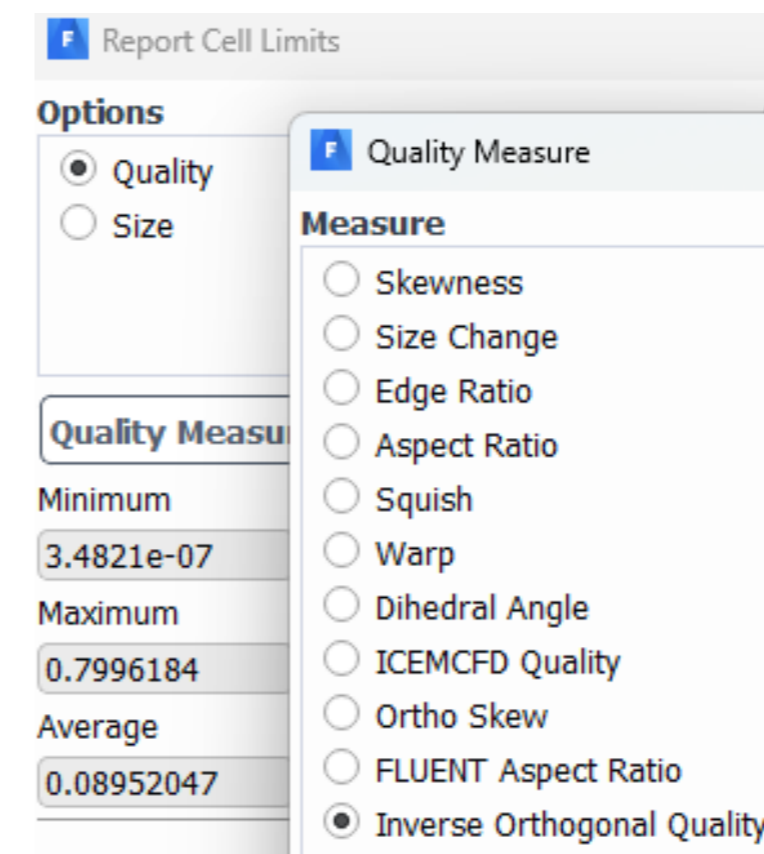 F Report Cell Limits
Options
Quality
Size
F Quality Measure
Measure
Skewness
Size Change
Edge Ratio
Aspect Ratio
Squish
Warp
Dihedral Angle
ICEMCFD Quality
Ortho Skew
FLUENT Aspect Ratio
Inverse Orthogonal Quality
Quality Measu
Minimum
3.4821e-07
Maximum
0.7996184
Average
0.08952047